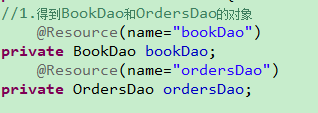 //1.得到BookDao和OrdersDao的对象
@Resource(name="bookDao")
private BookDao bookDao;
@Resource(name="ordersDao")
private OrdersDao ordersDao;